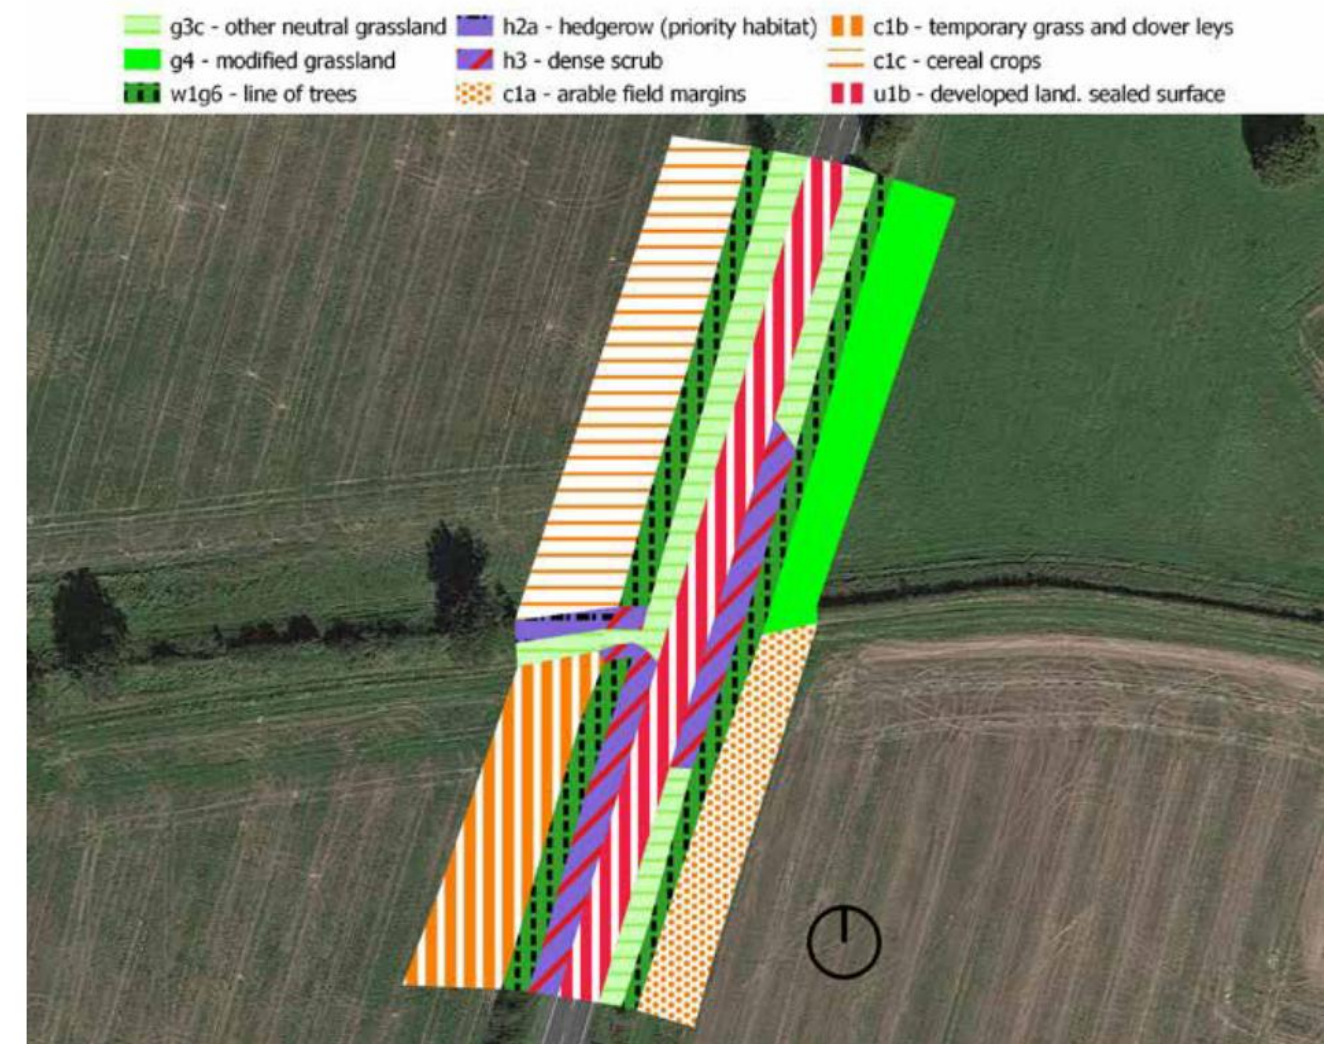 g3c - other neutral grassland h2a - hedgerow (priority habitat) c1b - temporary grass and clover leys
g4 - modified grassland h3 - dense scrub c1c - cereal crops
w1g6 - line of trees c1a - arable field margins u1b - developed land. sealed surface